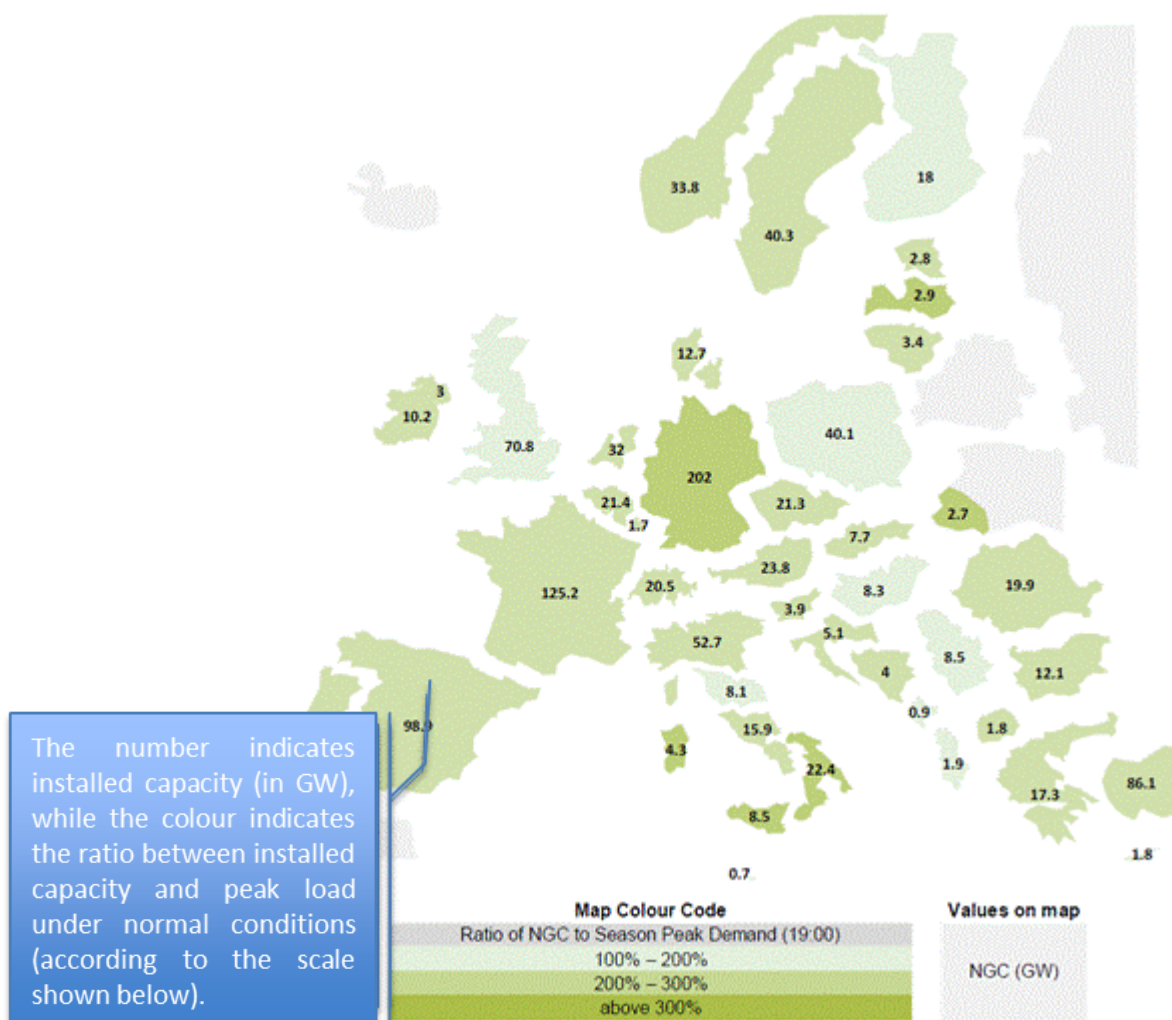 33.8
18
40.3
2.8
2.9
3.4
12.7
3
10.2
70.8
32
40.1
202
21.4
21.3
1.7
2.7
7.7
23.8
125.2
20.5
8.3
19.9
3.9
5.1
52.7
8.5
4
12.1
8.1
0.9
98.9
15.9
1.8
4.3
1.9
22.4
86.1
17.3
8.5
1.8
0.7
The number indicates
installed capacity (in GW),
while the colour indicates
the ratio between installed
capacity and peak load
under normal conditions
(according to the scale
shown below).
Map Colour Code
Ratio of NGC to Season Peak Demand (19:00)
100% – 200%
200% – 300%
above 300%
Values on map
NGC (GW)